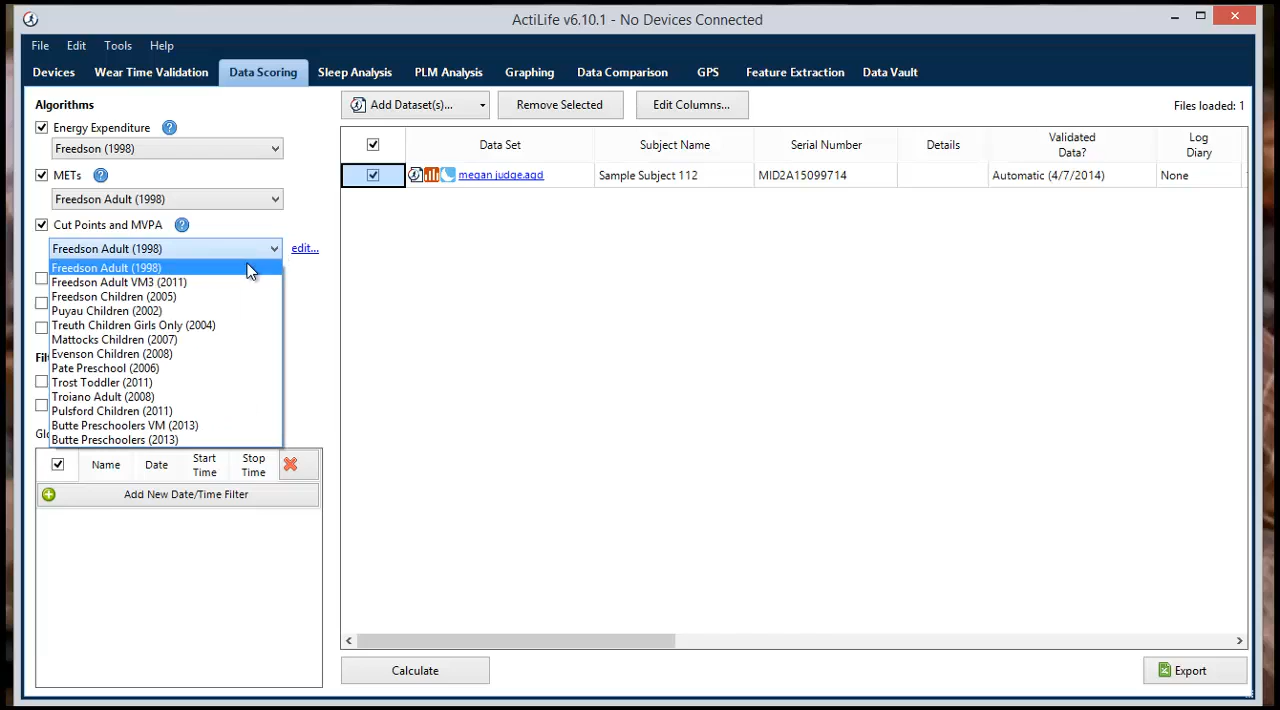 ActiLife v6.10.1 - No Devices Connected
File Edit Tools Help
Devices Wear Time Validation Data Scoring Sleep Analysis PLM Analysis Graphing Data Comparison GPS Feature Extraction Data Vault
Algorithms
Energy Expenditure
Freedson (1998)
METs
Freedson Adult (1998)
Cut Points and MVPA
Freedson Adult (1998) edit...
Freedson Adult (1998)
Freedson Adult VM3 (2011)
Freedson Children (2005)
Puyau Children (2002)
Treuth Children Girls Only (2004)
Mattocks Children (2007)
Evenson Children (2008)
Pate Preschool (2006)
Trost Toddler (2011)
Troiano Adult (2008)
Pulsford Children (2011)
Butte Preschoolers VM (2013)
Butte Preschoolers (2013)
Name Date Start Time Stop Time
Add New Date/Time Filter
Add Dataset(s)... Remove Selected Edit Columns... Files loaded: 1
Data Set Subject Name Serial Number Details Validated Data? Log Diary
megan judge.agd Sample Subject 112 MID2A15099714 Automatic (4/7/2014) None
Calculate Export